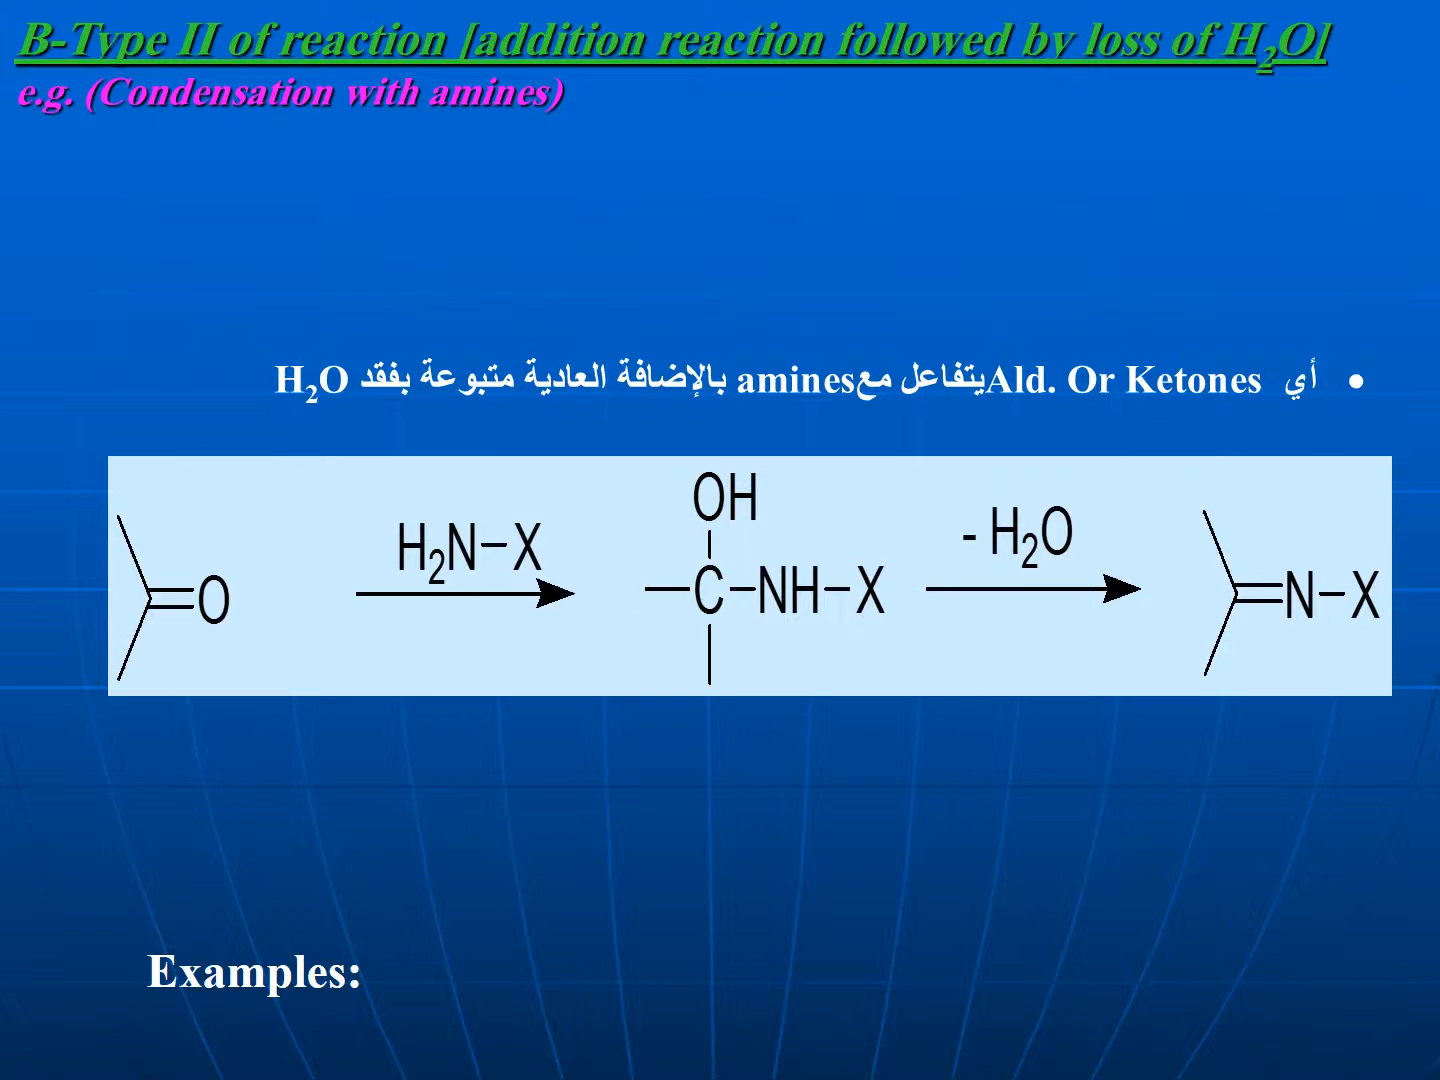 B-Type II of reaction [addition reaction followed by loss of H₂O]
e.g. (Condensation with amines)
• أي Ald. Or Ketones يتفاعل مع amines بالإضافة العادية متبوعة بفقد H₂O
OH
H₂N–X
- H₂O
O
C–NH–X
N–X
Examples: